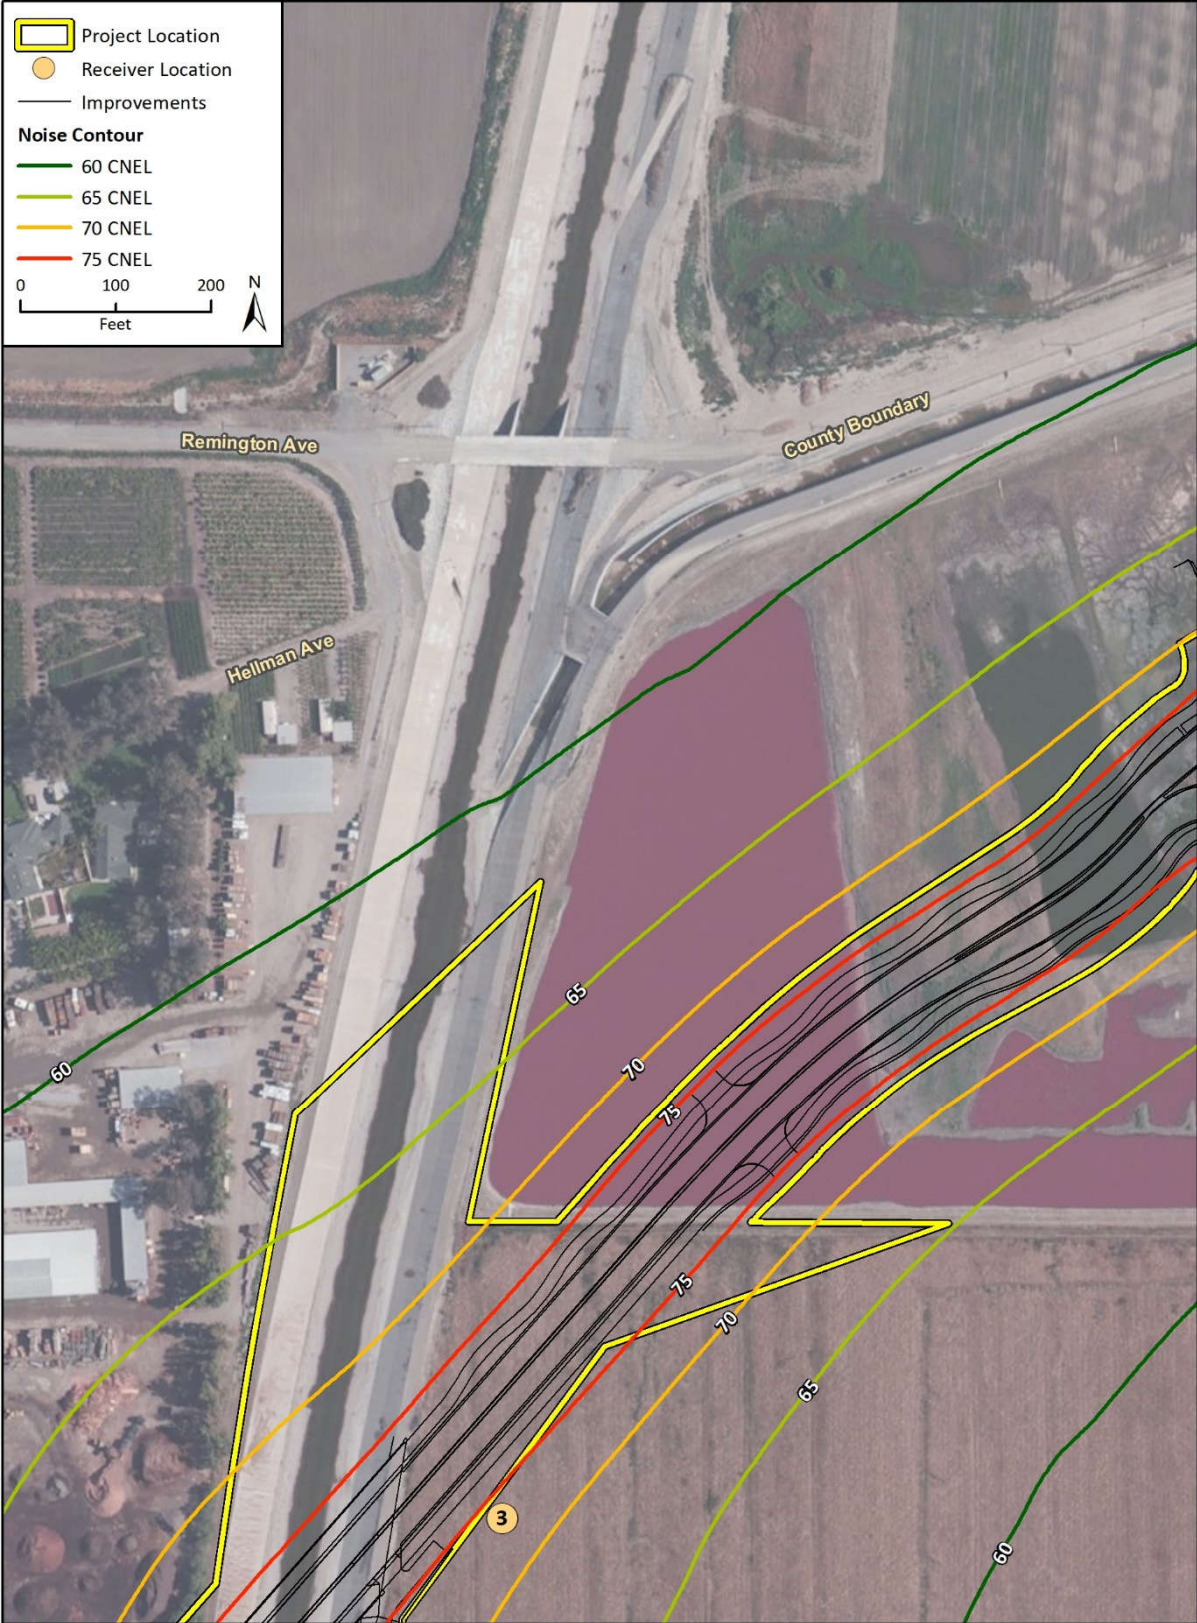 Project Location
Receiver Location
Improvements
Noise Contour
60 CNEL
65 CNEL
70 CNEL
75 CNEL
0 100 200
Feet
N
Remington Ave
County Boundary
Hellman Ave
65
60
70
75
75
70
65
3
60